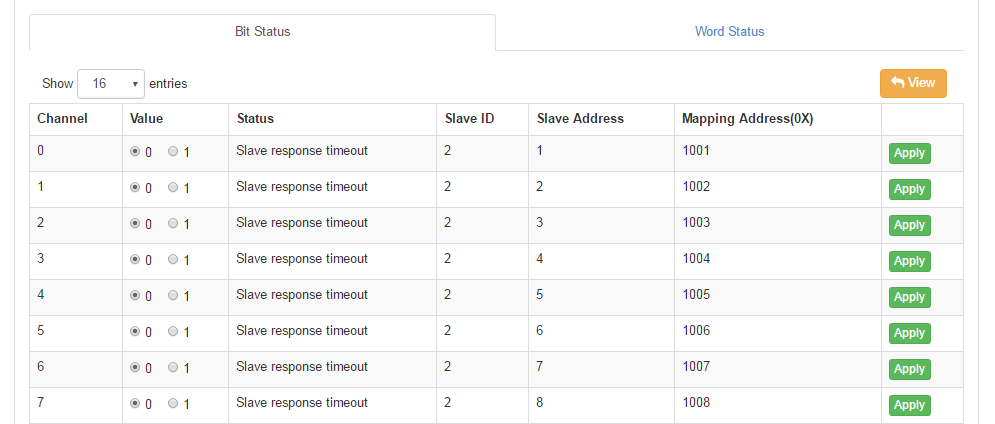 Bit Status Word Status
Show 16 entries View
Channel Value Status Slave ID Slave Address Mapping Address(0X)
0 0 1 Slave response timeout 2 1 1001 Apply
1 0 1 Slave response timeout 2 2 1002 Apply
2 0 1 Slave response timeout 2 3 1003 Apply
3 0 1 Slave response timeout 2 4 1004 Apply
4 0 1 Slave response timeout 2 5 1005 Apply
5 0 1 Slave response timeout 2 6 1006 Apply
6 0 1 Slave response timeout 2 7 1007 Apply
7 0 1 Slave response timeout 2 8 1008 Apply